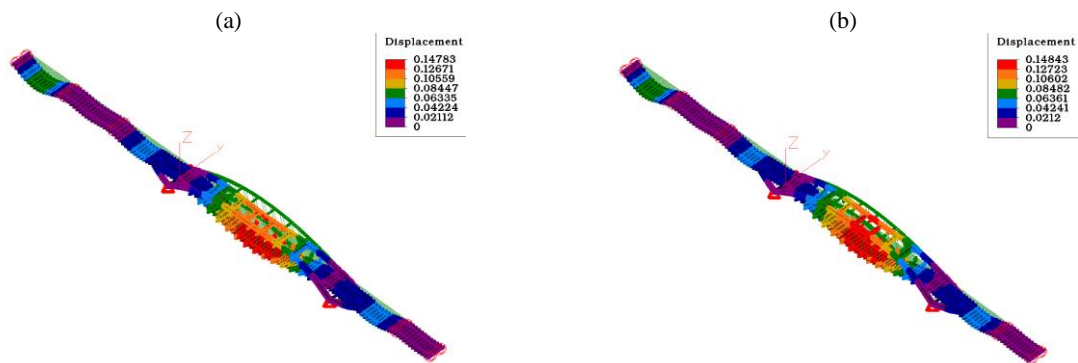 (a)
(b)
Displacement
0.14783
0.12671
0.10559
0.08447
0.06335
0.04224
0.02112
0
Z
Y
Displacement
0.14843
0.12723
0.10602
0.08482
0.06361
0.04241
0.0212
0
Z
Y